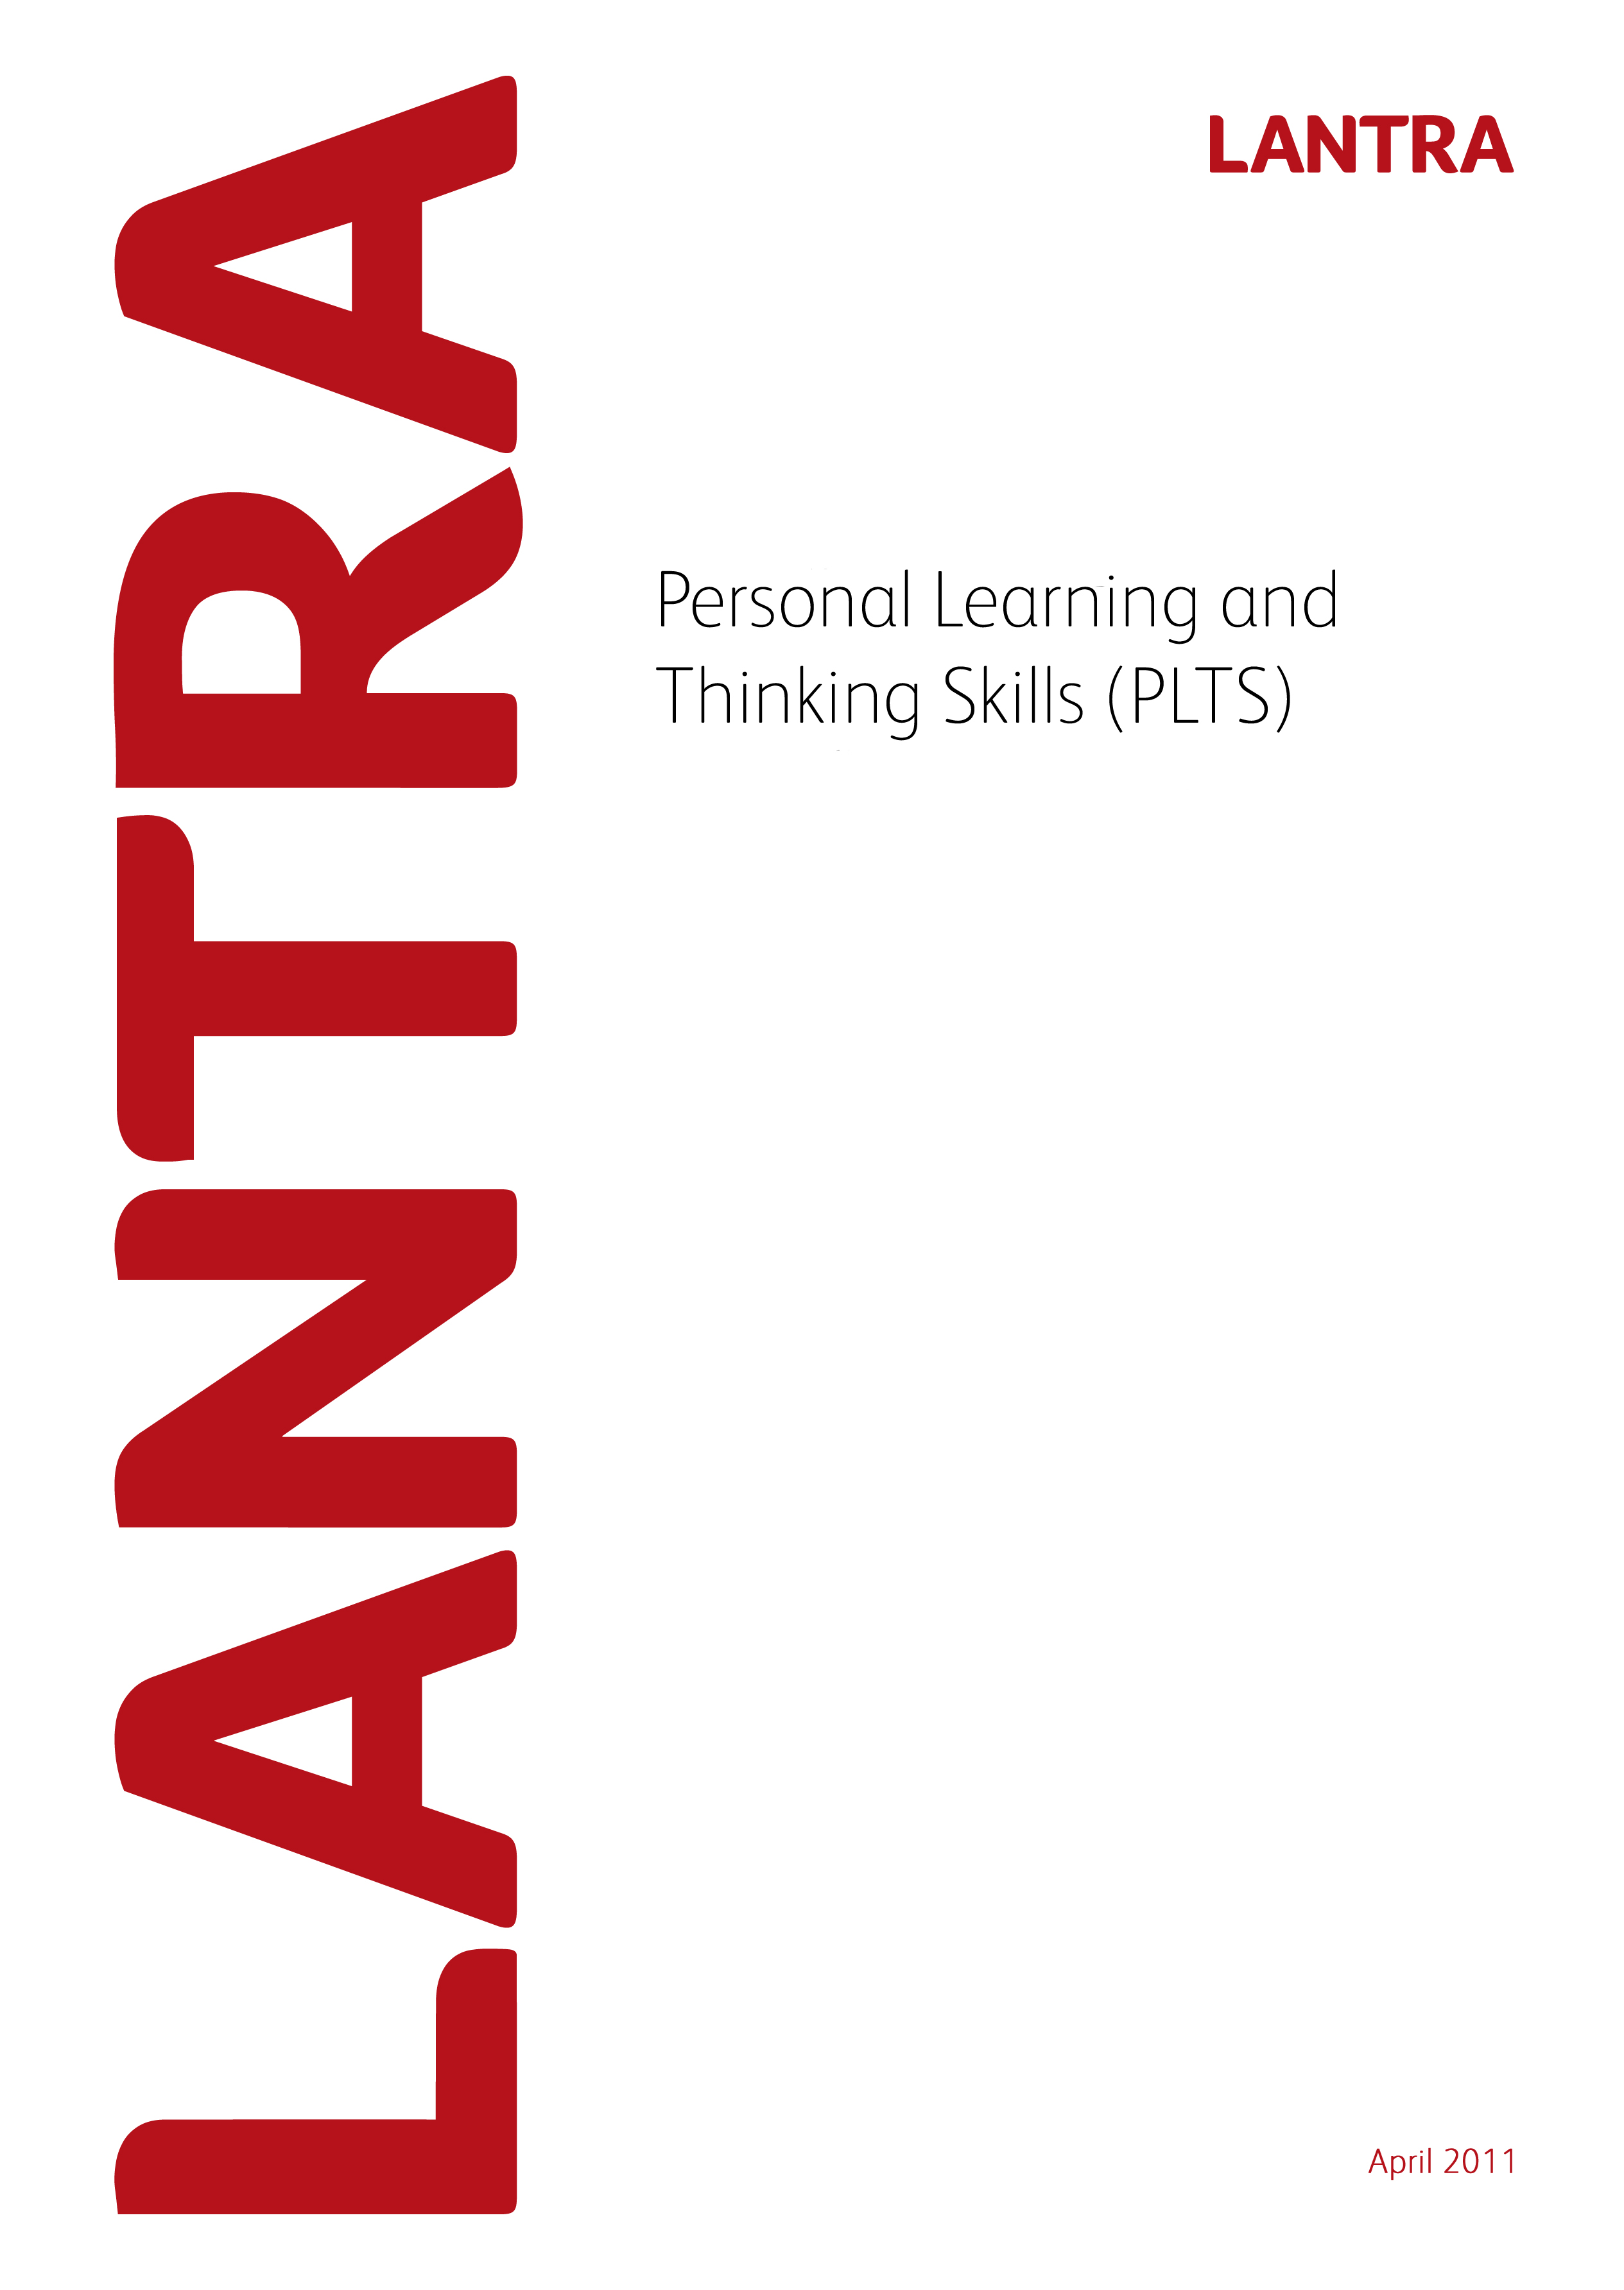 LANTRA
LANTRA
Personal Learning and
Thinking Skills (PLTS)
April 2011